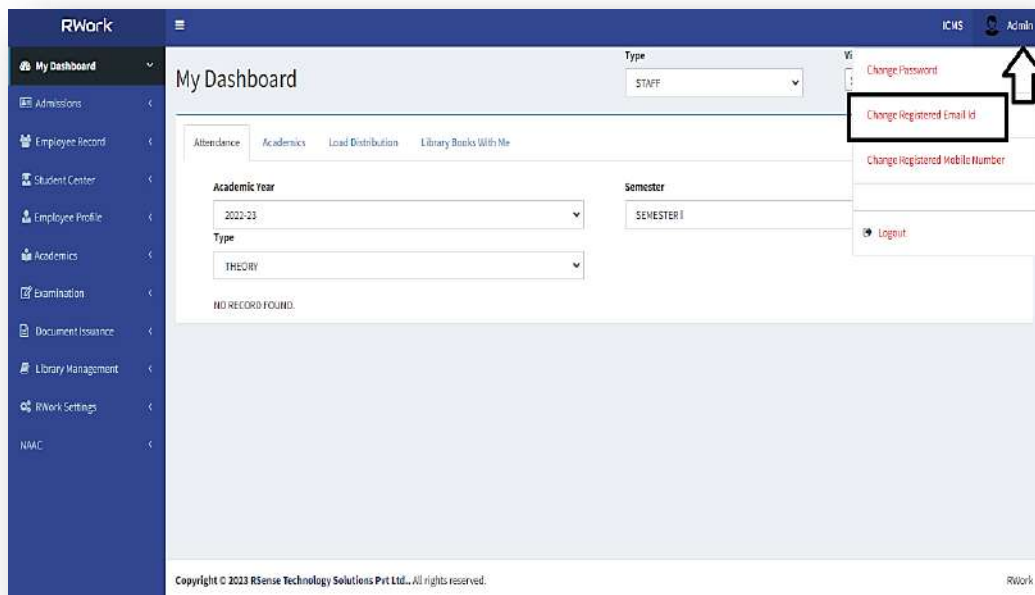 RWork
ICMS
Admin
My Dashboard
Admissions
Employee Record
Student Center
Employee Profile
Academics
Examination
Document Issuance
Library Management
RWork Settings
NAAC
My Dashboard
Type
STAFF
Vi
Change Password
Change Registered Email Id
Change Registered Mobile Number
Logout
Attendance Academics Load Distribution Library Books With Me
Academic Year
Semester
2022-23
SEMESTER I
Type
THEORY
NO RECORD FOUND.
Copyright © 2023 RSense Technology Solutions Pvt Ltd., All rights reserved.
RWork